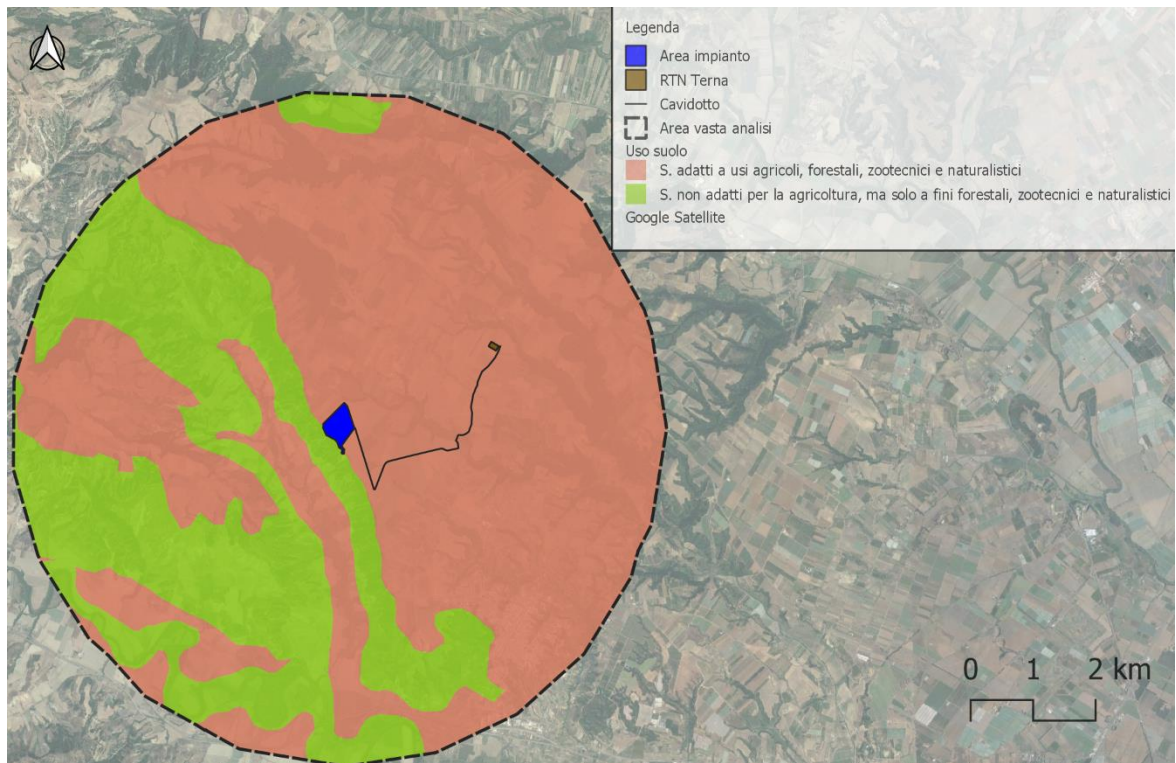 Legenda
Area impianto
RTN Terna
Cavidotto
Area vasta analisi
Uso suolo
S. adatti a usi agricoli, forestali, zootecnici e naturalistici
S. non adatti per la agricoltura, ma solo a fini forestali, zootecnici e naturalistici
Google Satellite
0 1 2 km